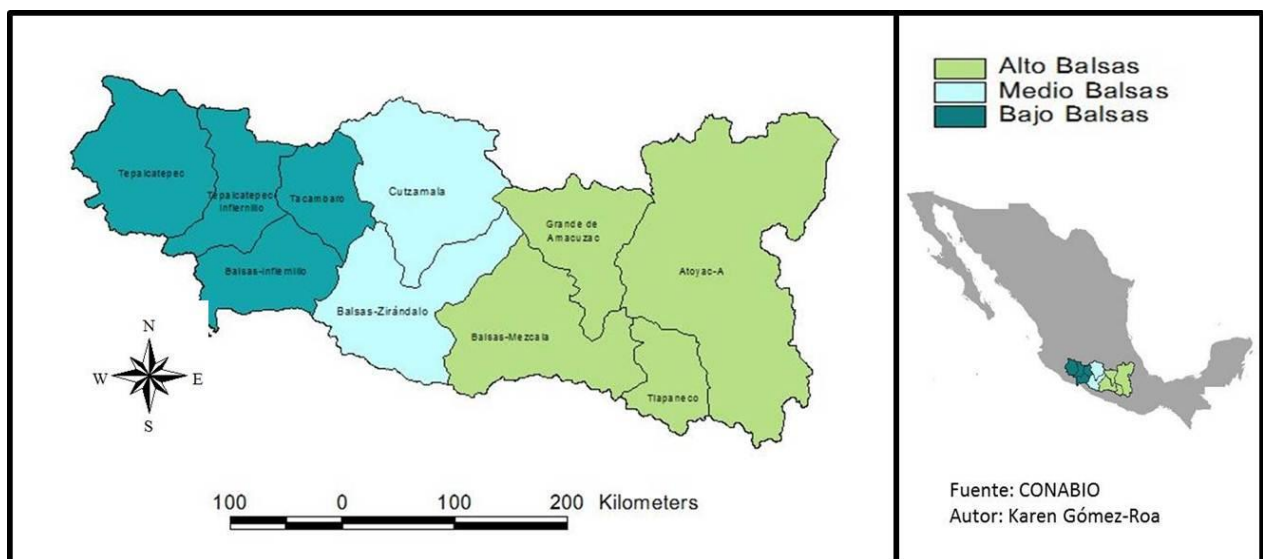 Tepalcatepec
Tepalcatepec-
Infiernillo
Tacambaro
Cutzamala
Balsas-Infiernillo
Balsas-Zirándalo
Grande de
Amacuzac
Atoyac-A
Balsas-Mezcala
Tlapaneco
N
W
E
S
100 0 100 200 Kilometers
Alto Balsas
Medio Balsas
Bajo Balsas
Fuente: CONABIO
Autor: Karen Gómez-Roa